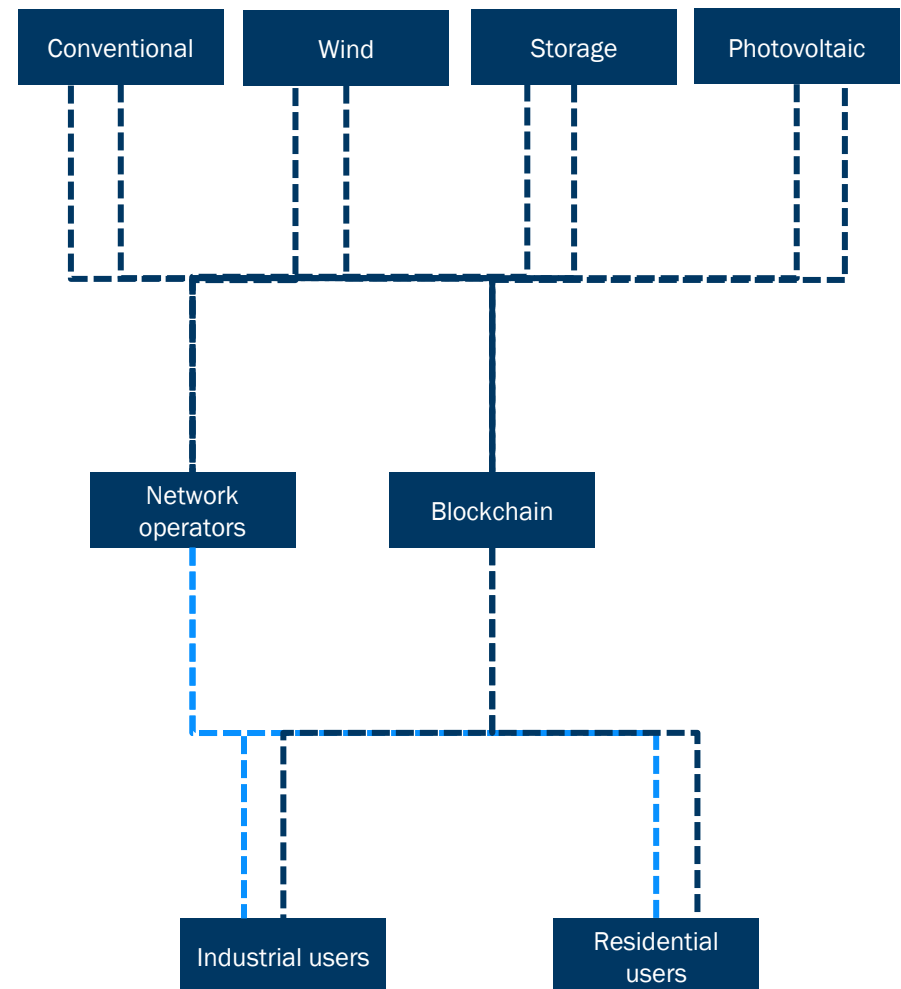 Conventional
Wind
Storage
Photovoltaic
Network
operators
Blockchain
Industrial users
Residential
users